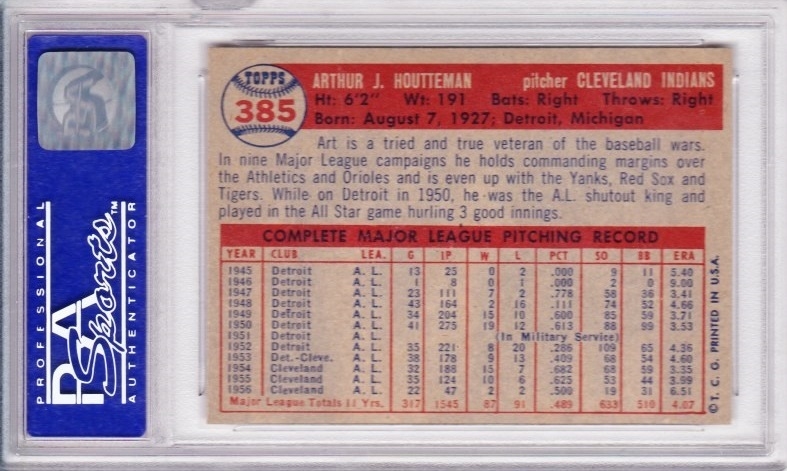 TOPPS
385
ARTHUR J. HOUTTEMAN pitcher CLEVELAND INDIANS
Ht: 6'2" Wt: 191 Bats: Right Throws: Right
Born: August 7, 1927; Detroit, Michigan
Art is a tried and true veteran of the baseball wars.
In nine Major League campaigns he holds commanding margins over
the Athletics and Orioles and is even up with the Yanks, Red Sox and
Tigers. While on Detroit in 1950, he was the A.L. shutout king and
played in the All Star game hurling 3 good innings.
COMPLETE MAJOR LEAGUE PITCHING RECORD
YEAR CLUB LEA. G IP W L PCT SO BB ERA
1945 Detroit A. L. 13 25 0 2 .000 9 11 5.40
1946 Detroit A. L. 1 8 0 1 .000 2 0 9.00
1947 Detroit A. L. 23 111 7 2 .778 58 36 3.41
1948 Detroit A. L. 43 164 2 16 .111 74 52 4.66
1949 Detroit A. L. 34 204 15 10 .600 85 59 3.71
1950 Detroit A. L. 41 275 19 12 .613 88 99 3.53
1951 Detroit A. L. (In Military Service)
1952 Detroit A. L. 35 221 8 20 .286 109 65 4.36
1953 Det.-Cleve. A. L. 38 178 9 13 .409 68 54 4.60
1954 Cleveland A. L. 32 188 15 7 .682 68 59 3.35
1955 Cleveland A. L. 35 124 10 6 .625 53 44 3.99
1956 Cleveland A. L. 22 47 2 2 .500 19 31 6.51
Major League Totals 11 Yrs. 317 1545 87 91 .489 633 510 4.07
© T. C. G. PRINTED IN U.S.A.
PROFESSIONAL
PSA
Sports™
AUTHENTICATOR